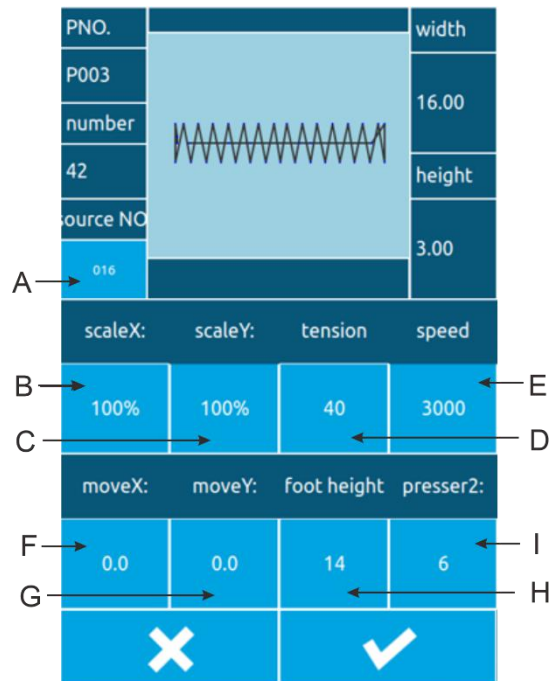 PNO.
width
P003
16.00
number
42
height
source NO
3.00
A
016
scaleX: scaleY: tension speed
B
E
100% 100% 40 3000
C
D
moveX: moveY: foot height presser2:
F
I
0.0 0.0 14 6
G
H